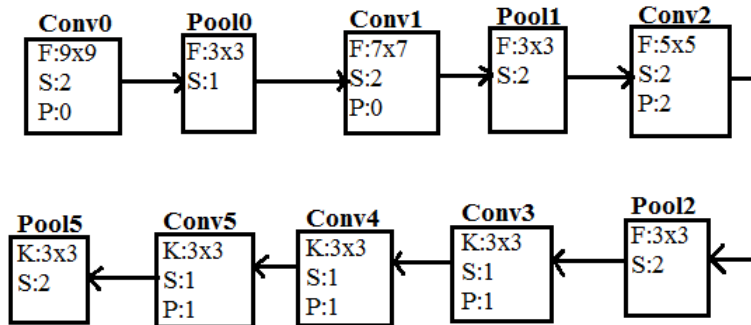 Conv0
F:9x9
S:2
P:0
Pool0
F:3x3
S:1
Conv1
F:7x7
S:2
P:0
Pool1
F:3x3
S:2
Conv2
F:5x5
S:2
P:2
Pool5
K:3x3
S:2
Conv5
K:3x3
S:1
P:1
Conv4
K:3x3
S:1
P:1
Conv3
K:3x3
S:1
P:1
Pool2
F:3x3
S:2